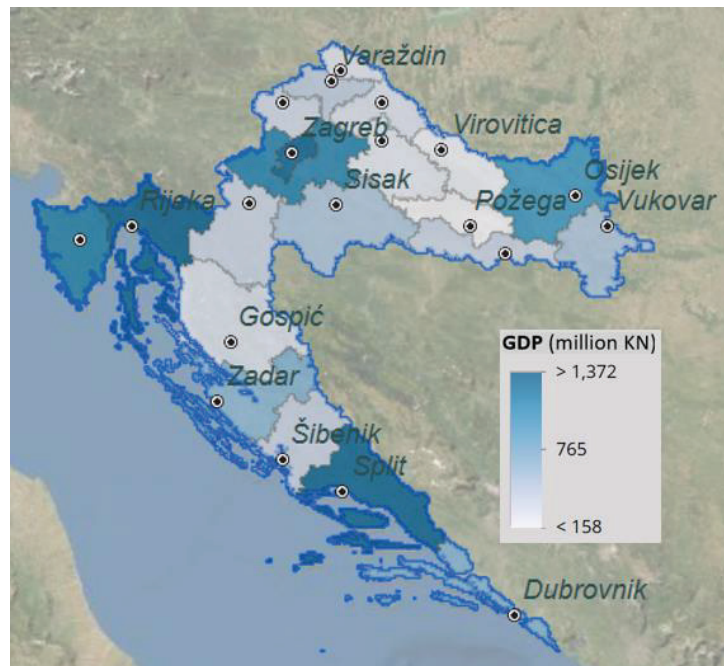 Varaždin
Zagreb
Virovitica
Sisak
Osijek
Rijeka
Požega
Vukovar
Gospić
GDP (million KN)
> 1,372
Zadar
Šibenik
765
Split
< 158
Dubrovnik